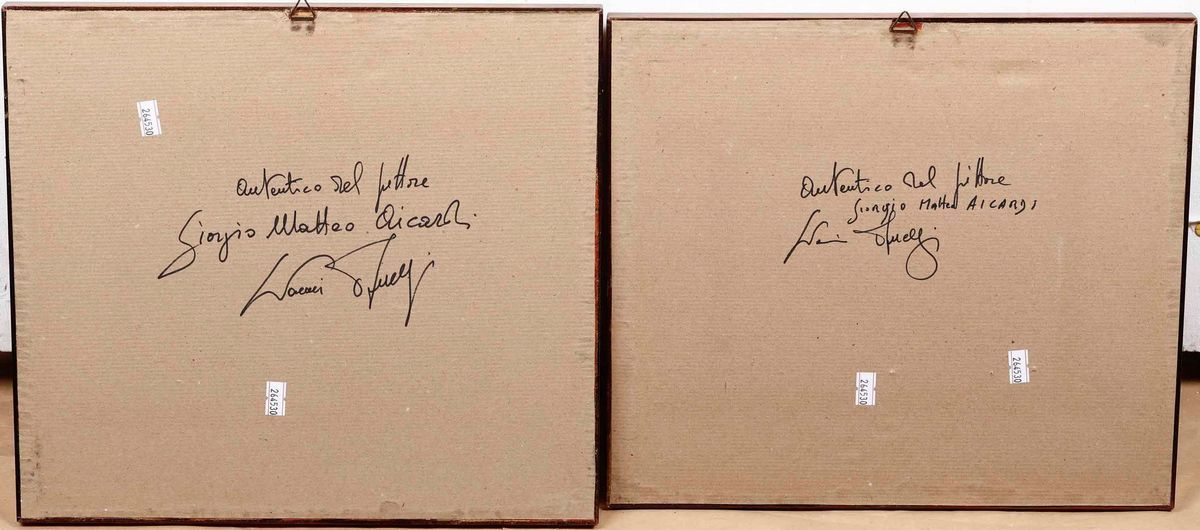 264530
autentico del pittore
Giorgio Matteo Aicardi
264530
autentico del pittore
Giorgio Matteo AICARDI
264530
264530